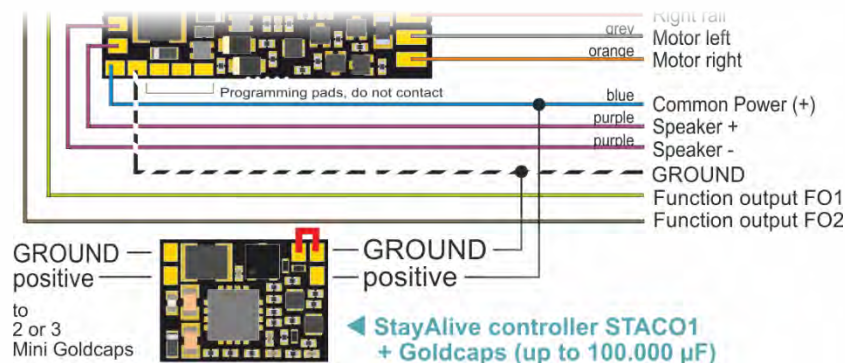 Right rail
grey
Motor left
orange
Motor right
Programming pads, do not contact
blue
Common Power (+)
purple
Speaker +
purple
Speaker -
GROUND
Function output FO1
Function output FO2
GROUND
GROUND
positive
positive
to
2 or 3
Mini Goldcaps
StayAlive controller STACO1
+ Goldcaps (up to 100,000 µF)